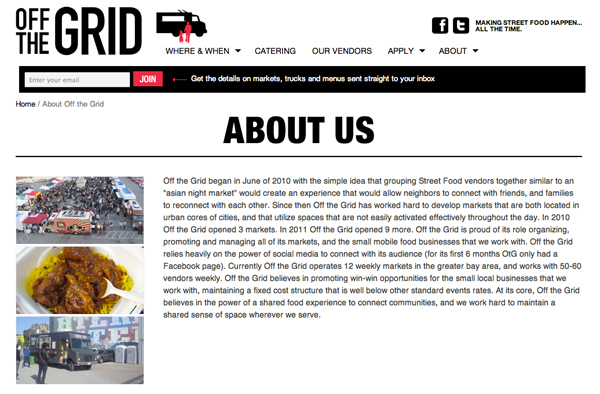 OFF THE GRID
MAKING STREET FOOD HAPPEN...
ALL THE TIME.
WHERE & WHEN CATERING OUR VENDORS APPLY ABOUT
Enter your email JOIN Get the details on markets, trucks and menus sent straight to your inbox
Home / About Off the Grid
ABOUT US
Off the Grid began in June of 2010 with the simple idea that grouping Street Food vendors together similar to an
"asian night market" would create an experience that would allow neighbors to connect with friends, and families
to reconnect with each other. Since then Off the Grid has worked hard to develop markets that are both located in
urban cores of cities, and that utilize spaces that are not easily activated effectively throughout the day. In 2010
Off the Grid opened 3 markets. In 2011 Off the Grid opened 9 more. Off the Grid is proud of its role organizing,
promoting and managing all of its markets, and the small mobile food businesses that we work with. Off the Grid
relies heavily on the power of social media to connect with its audience (for its first 6 months OtG only had a
Facebook page). Currently Off the Grid operates 12 weekly markets in the greater bay area, and works with 50-60
vendors weekly. Off the Grid believes in promoting win-win opportunities for the small local businesses that we
work with, maintaining a fixed cost structure that is well below other standard events rates. At its core, Off the Grid
believes in the power of a shared food experience to connect communities, and we work hard to maintain a
shared sense of space wherever we serve.